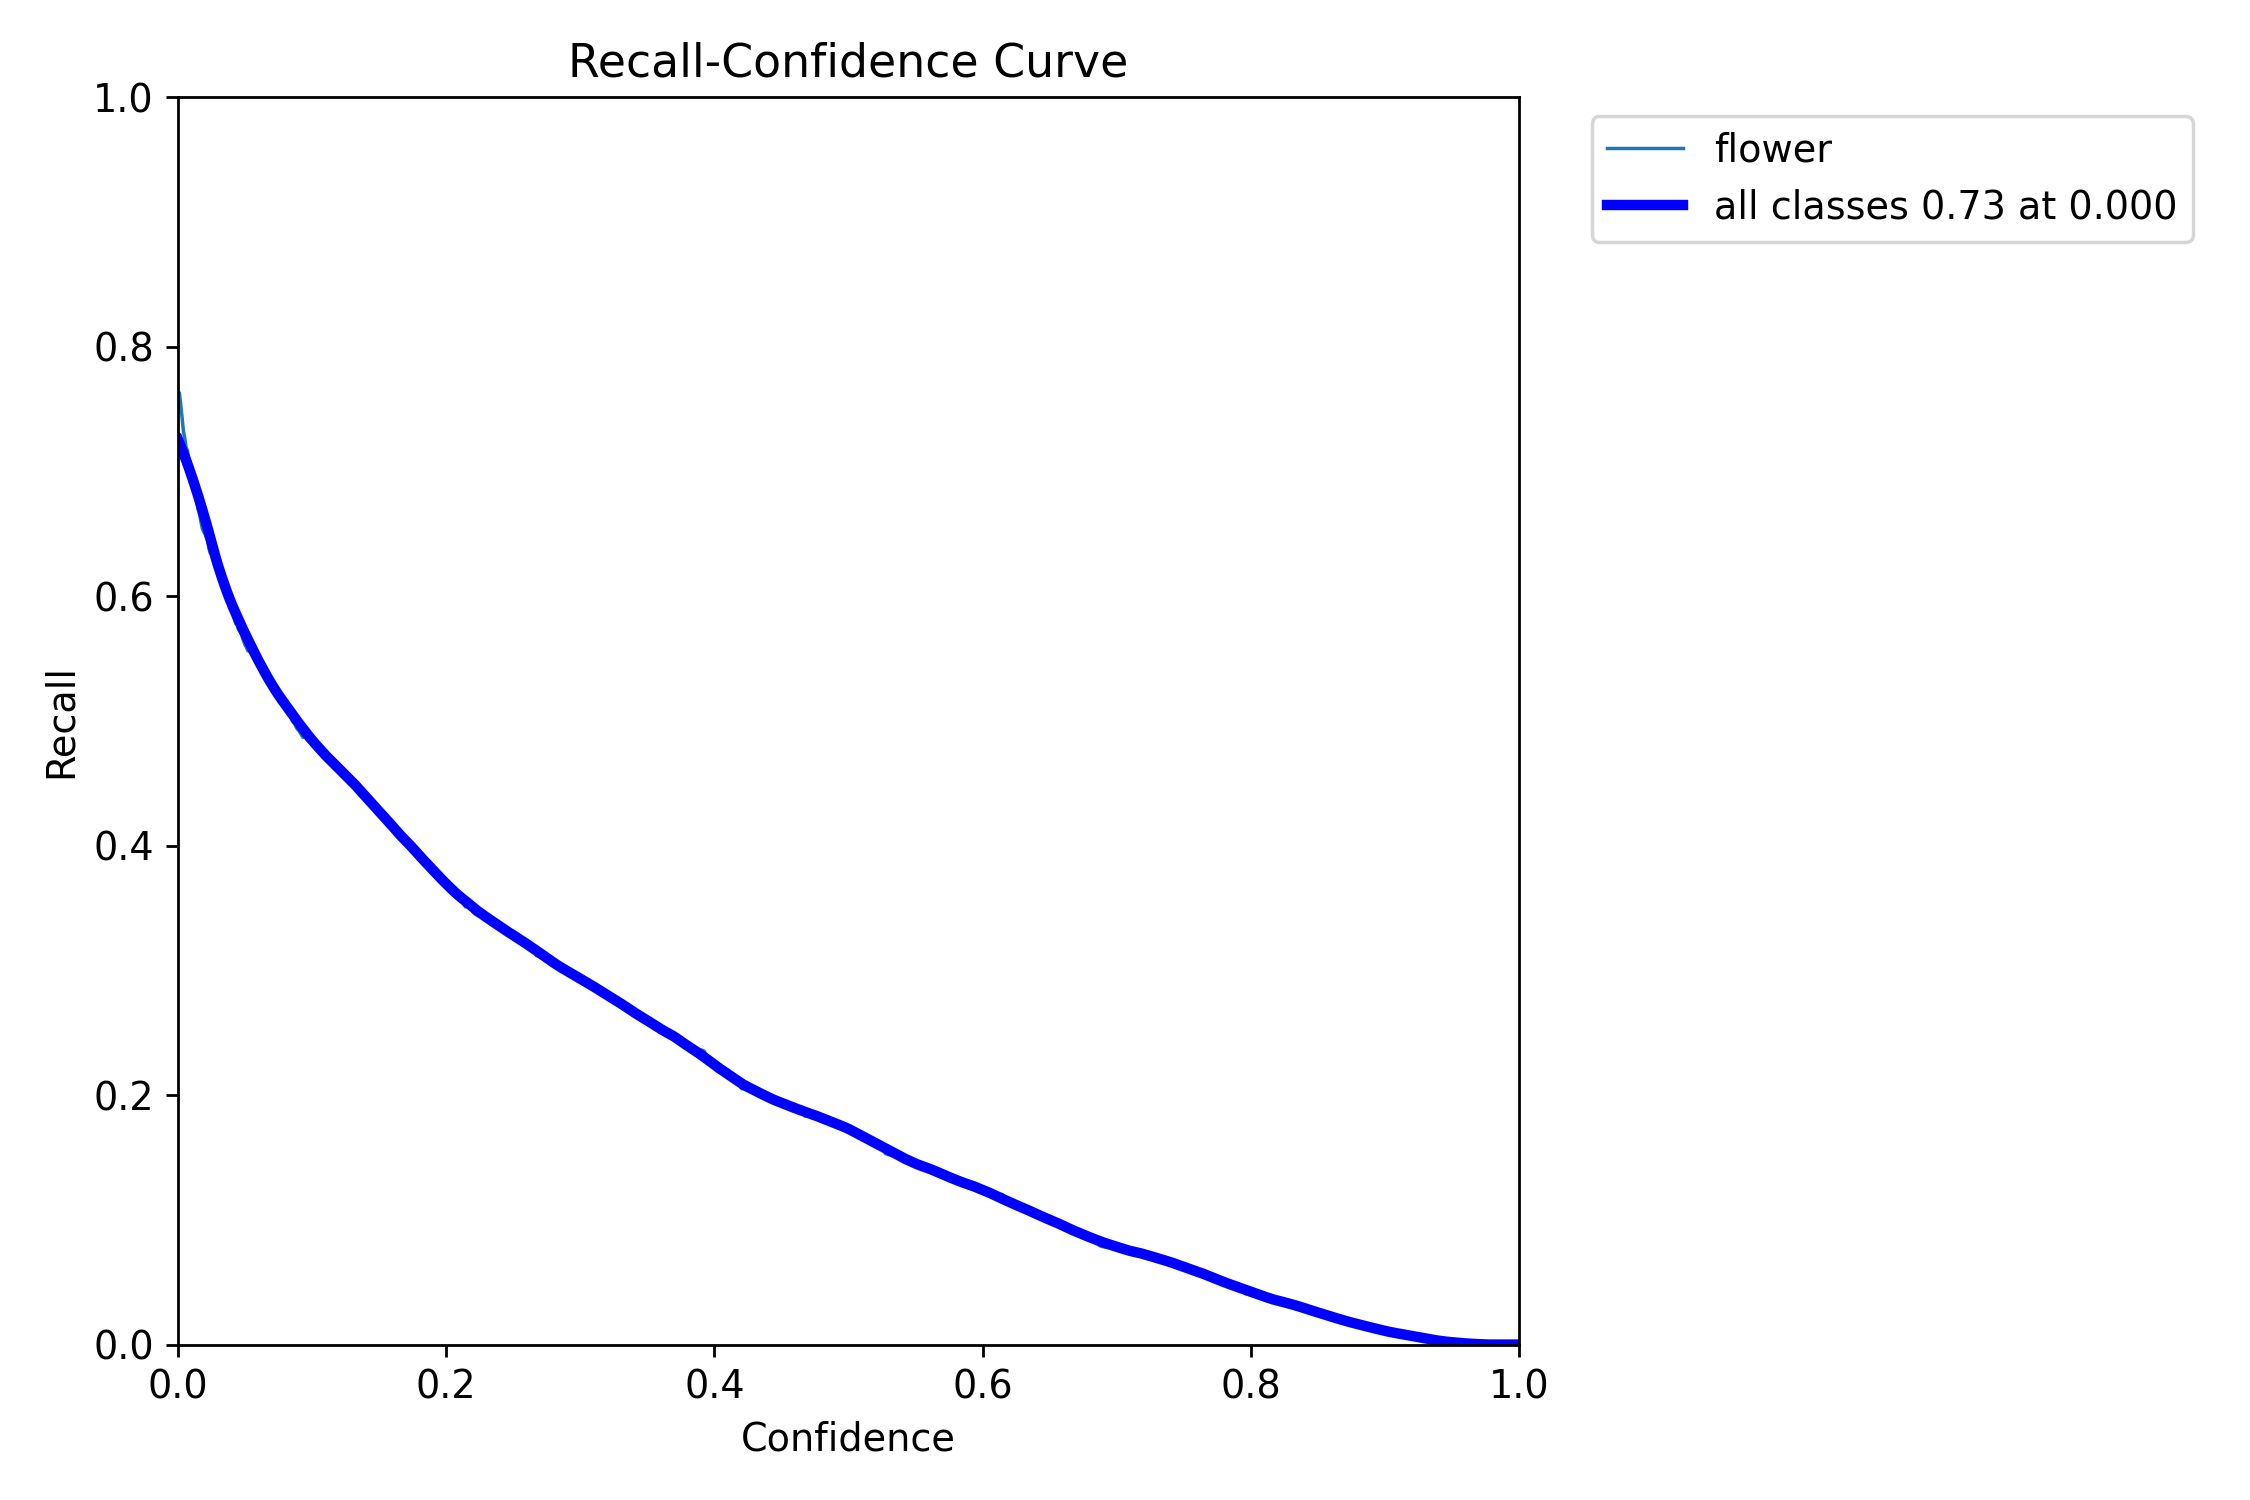 Recall-Confidence Curve
1.0
0.8
0.6
0.4
0.2
0.0
Recall
0.0 0.2 0.4 0.6 0.8 1.0
Confidence
flower
all classes 0.73 at 0.000